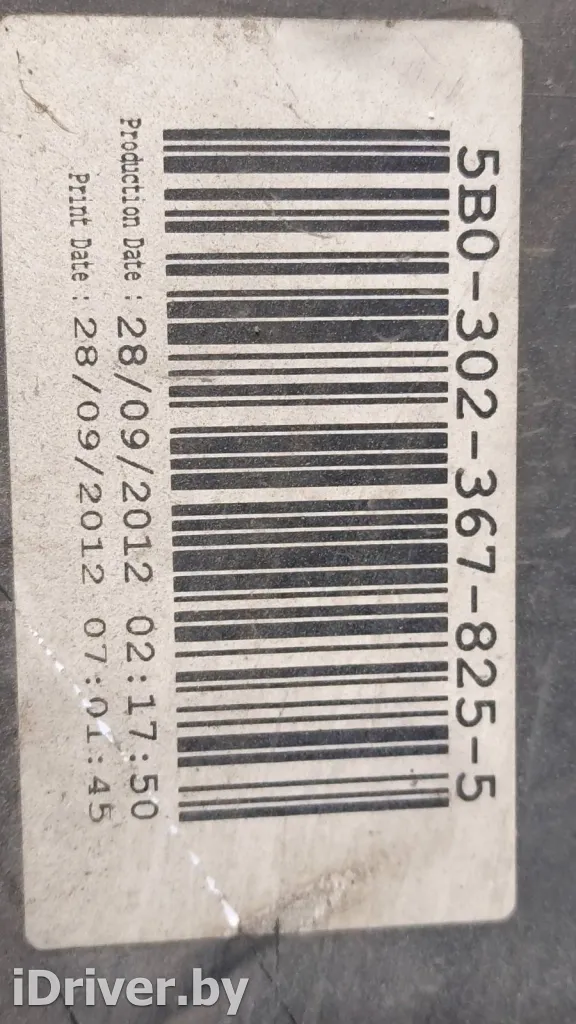 5B0-302-367-825-5
Production Date : 28/09/2012 02:17:50
Print Date : 28/09/2012 07:01:45
iDriver.by